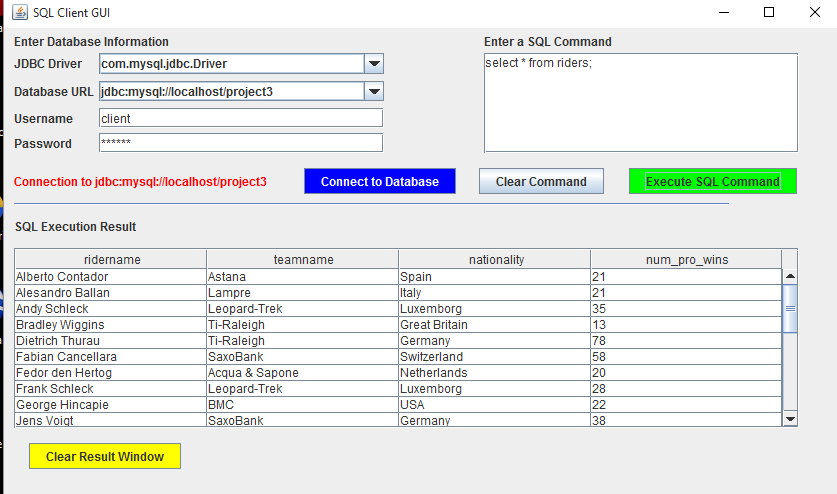 SQL Client GUI
Enter Database Information
Enter a SQL Command
JDBC Driver com.mysql.jdbc.Driver
select * from riders;
Database URL jdbc:mysql://localhost/project3
Username client
Password ******
Connection to jdbc:mysql://localhost/project3 Connect to Database Clear Command Execute SQL Command
SQL Execution Result
ridername teamname nationality num_pro_wins
Alberto Contador Astana Spain 21
Alesandro Ballan Lampre Italy 21
Andy Schleck Leopard-Trek Luxemborg 35
Bradley Wiggins Ti-Raleigh Great Britain 13
Dietrich Thurau Ti-Raleigh Germany 78
Fabian Cancellara SaxoBank Switzerland 58
Fedor den Hertog Acqua & Sapone Netherlands 20
Frank Schleck Leopard-Trek Luxemborg 28
George Hincapie BMC USA 22
Jens Voigt SaxoBank Germany 38
Clear Result Window